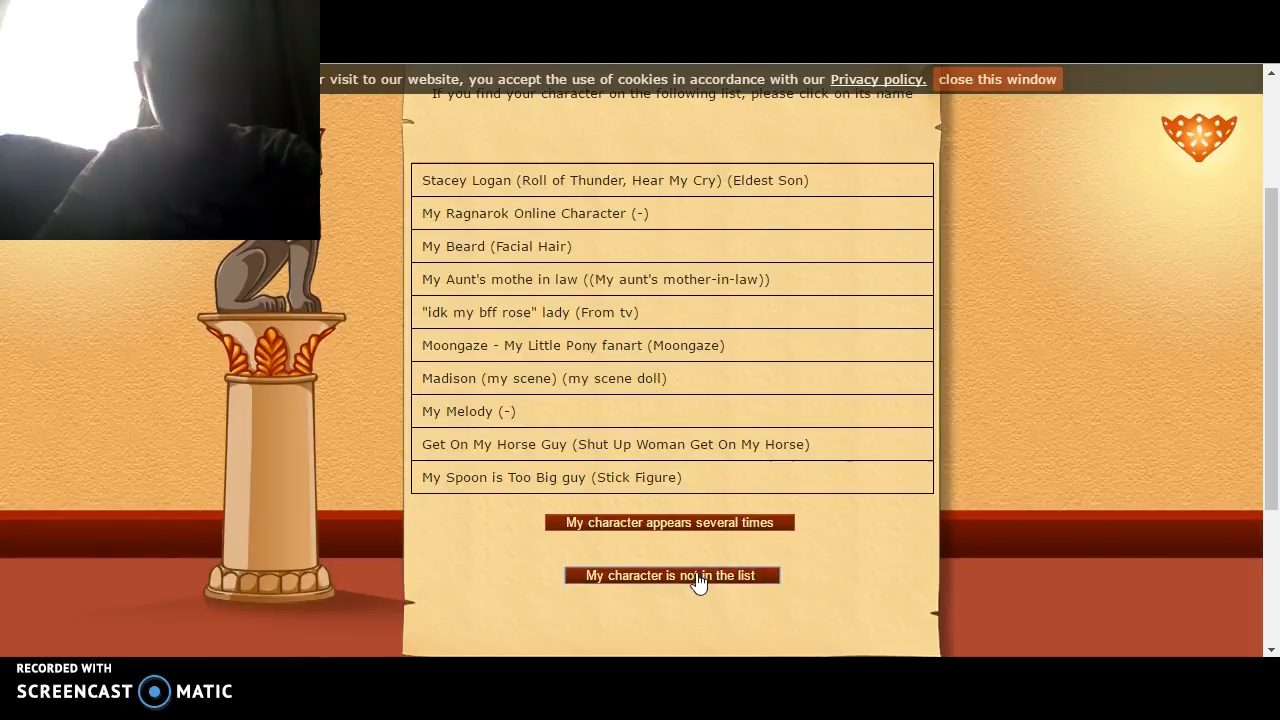 r visit to our website, you accept the use of cookies in accordance with our Privacy policy. close this window
If you find your character on the following list, please click on its name
Stacey Logan (Roll of Thunder, Hear My Cry) (Eldest Son)
My Ragnarok Online Character (-)
My Beard (Facial Hair)
My Aunt's mothe in law ((My aunt's mother-in-law))
"idk my bff rose" lady (From tv)
Moongaze - My Little Pony fanart (Moongaze)
Madison (my scene) (my scene doll)
My Melody (-)
Get On My Horse Guy (Shut Up Woman Get On My Horse)
My Spoon is Too Big guy (Stick Figure)
My character appears several times
My character is not in the list
RECORDED WITH
SCREENCAST MATIC